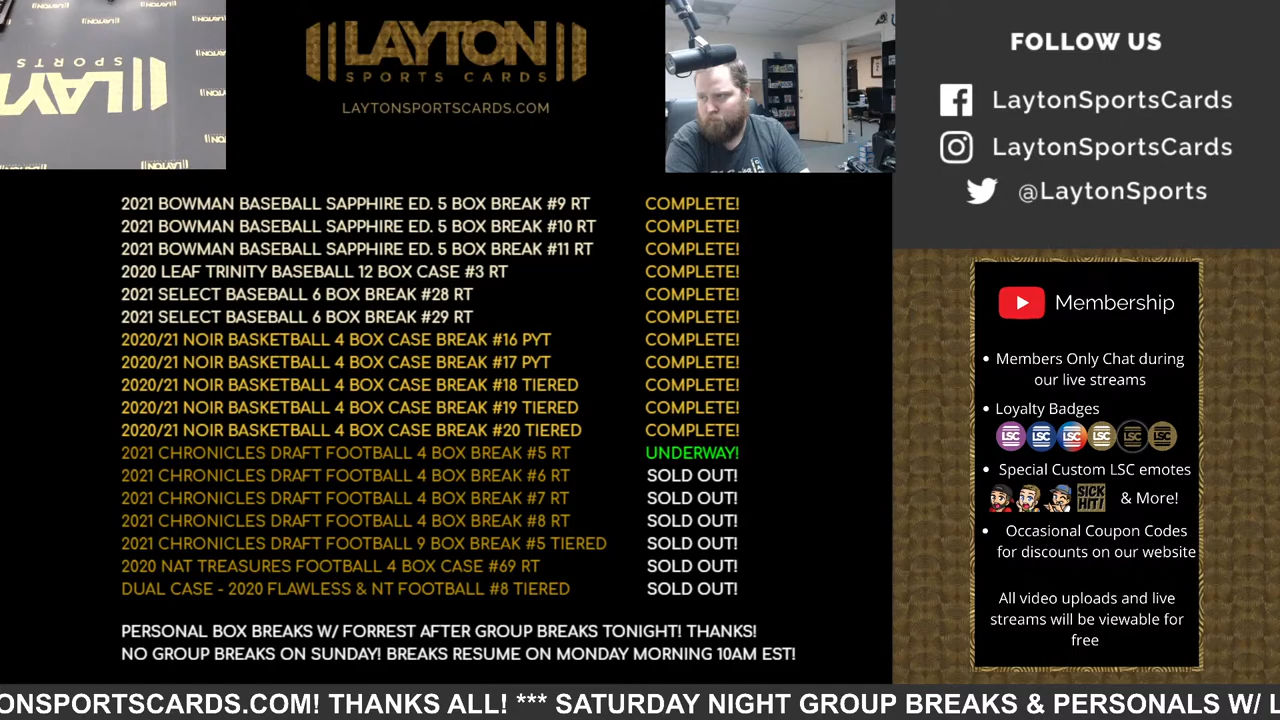 LAYTON
SPORTS CARDS
LAYTONSPORTSCARDS.COM
2021 BOWMAN BASEBALL SAPPHIRE ED. 5 BOX BREAK #9 RT COMPLETE!
2021 BOWMAN BASEBALL SAPPHIRE ED. 5 BOX BREAK #10 RT COMPLETE!
2021 BOWMAN BASEBALL SAPPHIRE ED. 5 BOX BREAK #11 RT COMPLETE!
2020 LEAF TRINITY BASEBALL 12 BOX CASE #3 RT COMPLETE!
2021 SELECT BASEBALL 6 BOX BREAK #28 RT COMPLETE!
2021 SELECT BASEBALL 6 BOX BREAK #29 RT COMPLETE!
2020/21 NOIR BASKETBALL 4 BOX CASE BREAK #16 PYT COMPLETE!
2020/21 NOIR BASKETBALL 4 BOX CASE BREAK #17 PYT COMPLETE!
2020/21 NOIR BASKETBALL 4 BOX CASE BREAK #18 TIERED COMPLETE!
2020/21 NOIR BASKETBALL 4 BOX CASE BREAK #19 TIERED COMPLETE!
2020/21 NOIR BASKETBALL 4 BOX CASE BREAK #20 TIERED COMPLETE!
2021 CHRONICLES DRAFT FOOTBALL 4 BOX BREAK #5 RT UNDERWAY!
2021 CHRONICLES DRAFT FOOTBALL 4 BOX BREAK #6 RT SOLD OUT!
2021 CHRONICLES DRAFT FOOTBALL 4 BOX BREAK #7 RT SOLD OUT!
2021 CHRONICLES DRAFT FOOTBALL 4 BOX BREAK #8 RT SOLD OUT!
2021 CHRONICLES DRAFT FOOTBALL 9 BOX BREAK #5 TIERED SOLD OUT!
2020 NAT TREASURES FOOTBALL 4 BOX CASE #69 RT SOLD OUT!
DUAL CASE - 2020 FLAWLESS & NT FOOTBALL #8 TIERED SOLD OUT!
PERSONAL BOX BREAKS W/ FORREST AFTER GROUP BREAKS TONIGHT! THANKS!
NO GROUP BREAKS ON SUNDAY! BREAKS RESUME ON MONDAY MORNING 10AM EST!
FOLLOW US
LaytonSportsCards
LaytonSportsCards
@LaytonSports
Membership
• Members Only Chat during
our live streams
• Loyalty Badges
LSC LSC LSC LSC LSC LSC
• Special Custom LSC emotes
SICK HIT! & More!
• Occasional Coupon Codes
for discounts on our website
All video uploads and live
streams will be viewable for
free
ONSPORTSCARDS.COM! THANKS ALL! *** SATURDAY NIGHT GROUP BREAKS & PERSONALS W/ L